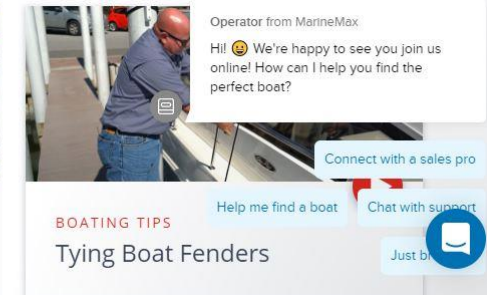 Operator from MarineMax
Hi! 😀 We're happy to see you join us
online! How can I help you find the
perfect boat?
Connect with a sales pro
Help me find a boat
Chat with support
BOATING TIPS
Tying Boat Fenders
Just